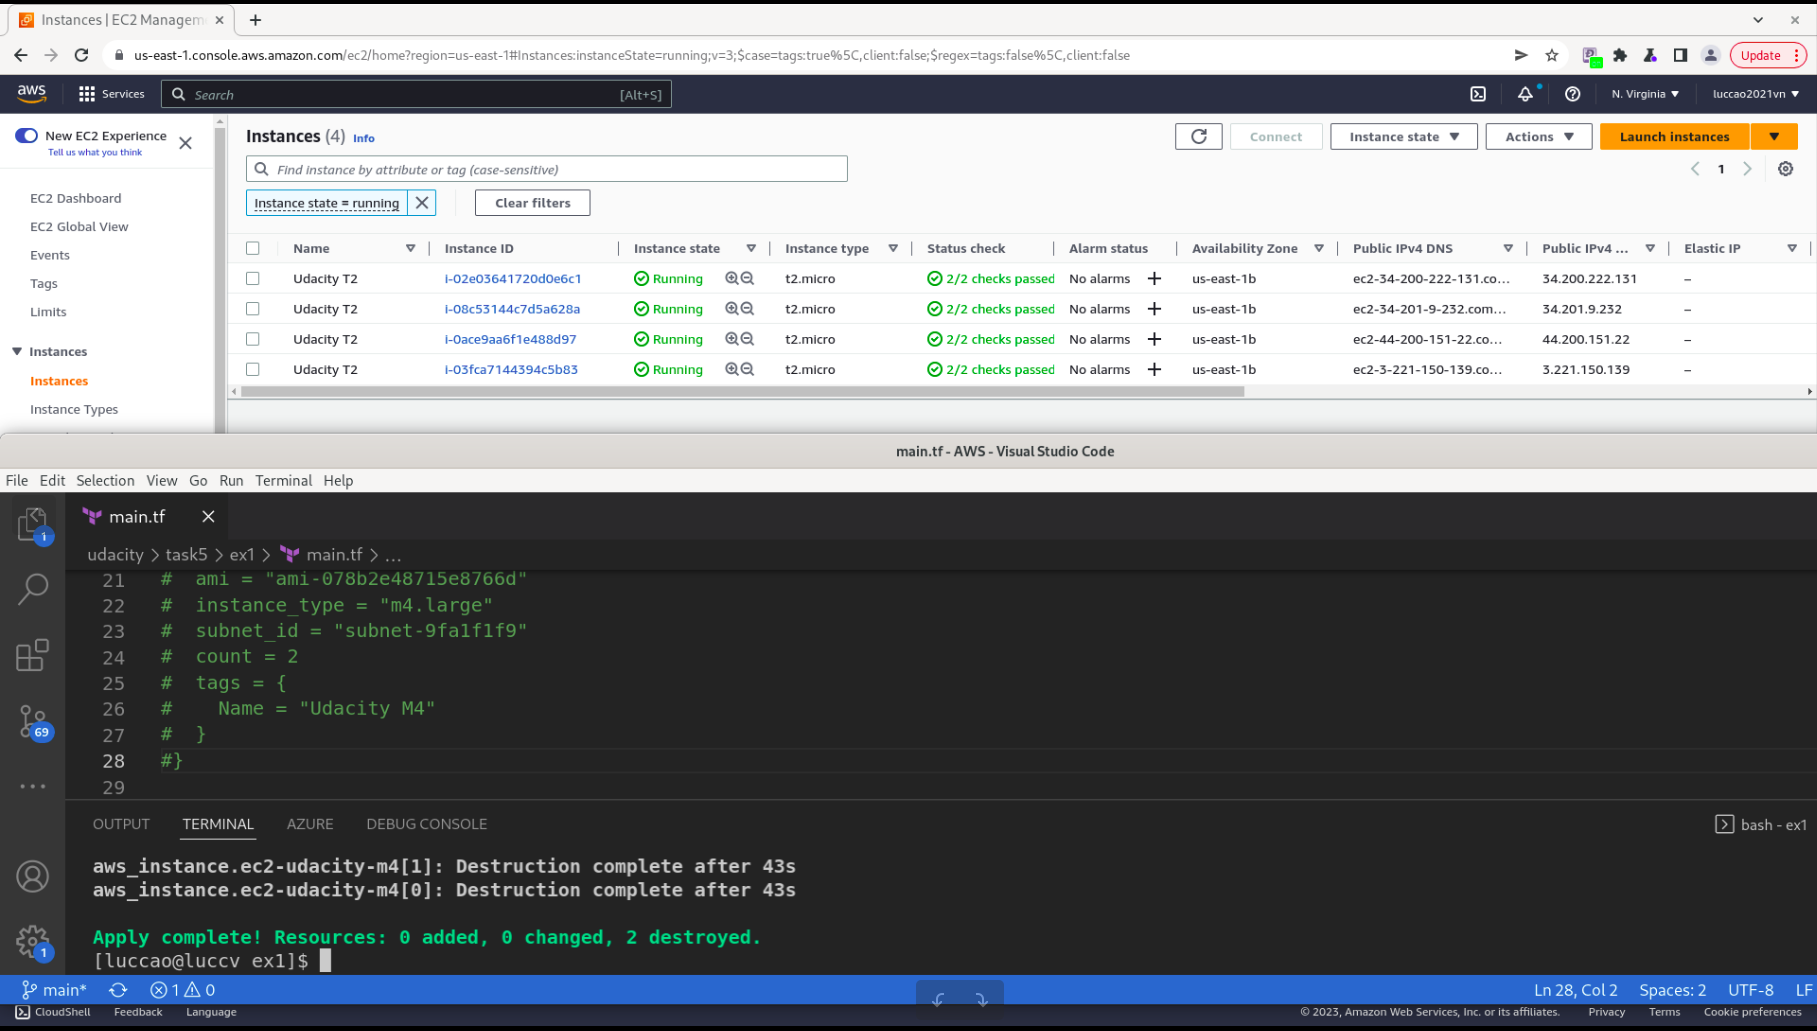 Instances | EC2 Managem
us-east-1.console.aws.amazon.com/ec2/home?region=us-east-1#Instances:instanceState=running;v=3;$case=tags:true%5C,client:false;$regex=tags:false%5C,client:false
Update
aws Services Search [Alt+S] N. Virginia luccao2021vn
New EC2 Experience
Tell us what you think
EC2 Dashboard
EC2 Global View
Events
Tags
Limits
Instances
Instances
Instance Types
Instances (4) Info
Connect Instance state Actions Launch instances
Find instance by attribute or tag (case-sensitive)
1
Instance state = running Clear filters
Name Instance ID Instance state Instance type Status check Alarm status Availability Zone Public IPv4 DNS Public IPv4 ... Elastic IP
Udacity T2 i-02e03641720d0e6c1 Running t2.micro 2/2 checks passed No alarms + us-east-1b ec2-34-200-222-131.co... 34.200.222.131 –
Udacity T2 i-08c53144c7d5a628a Running t2.micro 2/2 checks passed No alarms + us-east-1b ec2-34-201-9-232.com... 34.201.9.232 –
Udacity T2 i-0ace9aa6f1e488d97 Running t2.micro 2/2 checks passed No alarms + us-east-1b ec2-44-200-151-22.co... 44.200.151.22 –
Udacity T2 i-03fca7144394c5b83 Running t2.micro 2/2 checks passed No alarms + us-east-1b ec2-3-221-150-139.co... 3.221.150.139 –
main.tf - AWS - Visual Studio Code
File Edit Selection View Go Run Terminal Help
main.tf
udacity > task5 > ex1 > main.tf > ...
21 #  ami = "ami-078b2e48715e8766d"
22 #  instance_type = "m4.large"
23 #  subnet_id = "subnet-9fa1f1f9"
24 #  count = 2
25 #  tags = {
26 #    Name = "Udacity M4"
27 #  }
28 #}
29
1
69
1
OUTPUT TERMINAL AZURE DEBUG CONSOLE bash - ex1
aws_instance.ec2-udacity-m4[1]: Destruction complete after 43s
aws_instance.ec2-udacity-m4[0]: Destruction complete after 43s
Apply complete! Resources: 0 added, 0 changed, 2 destroyed.
[luccao@luccv ex1]$
main* 1 0 Ln 28, Col 2 Spaces: 2 UTF-8 LF
CloudShell Feedback Language © 2023, Amazon Web Services, Inc. or its affiliates. Privacy Terms Cookie preferences